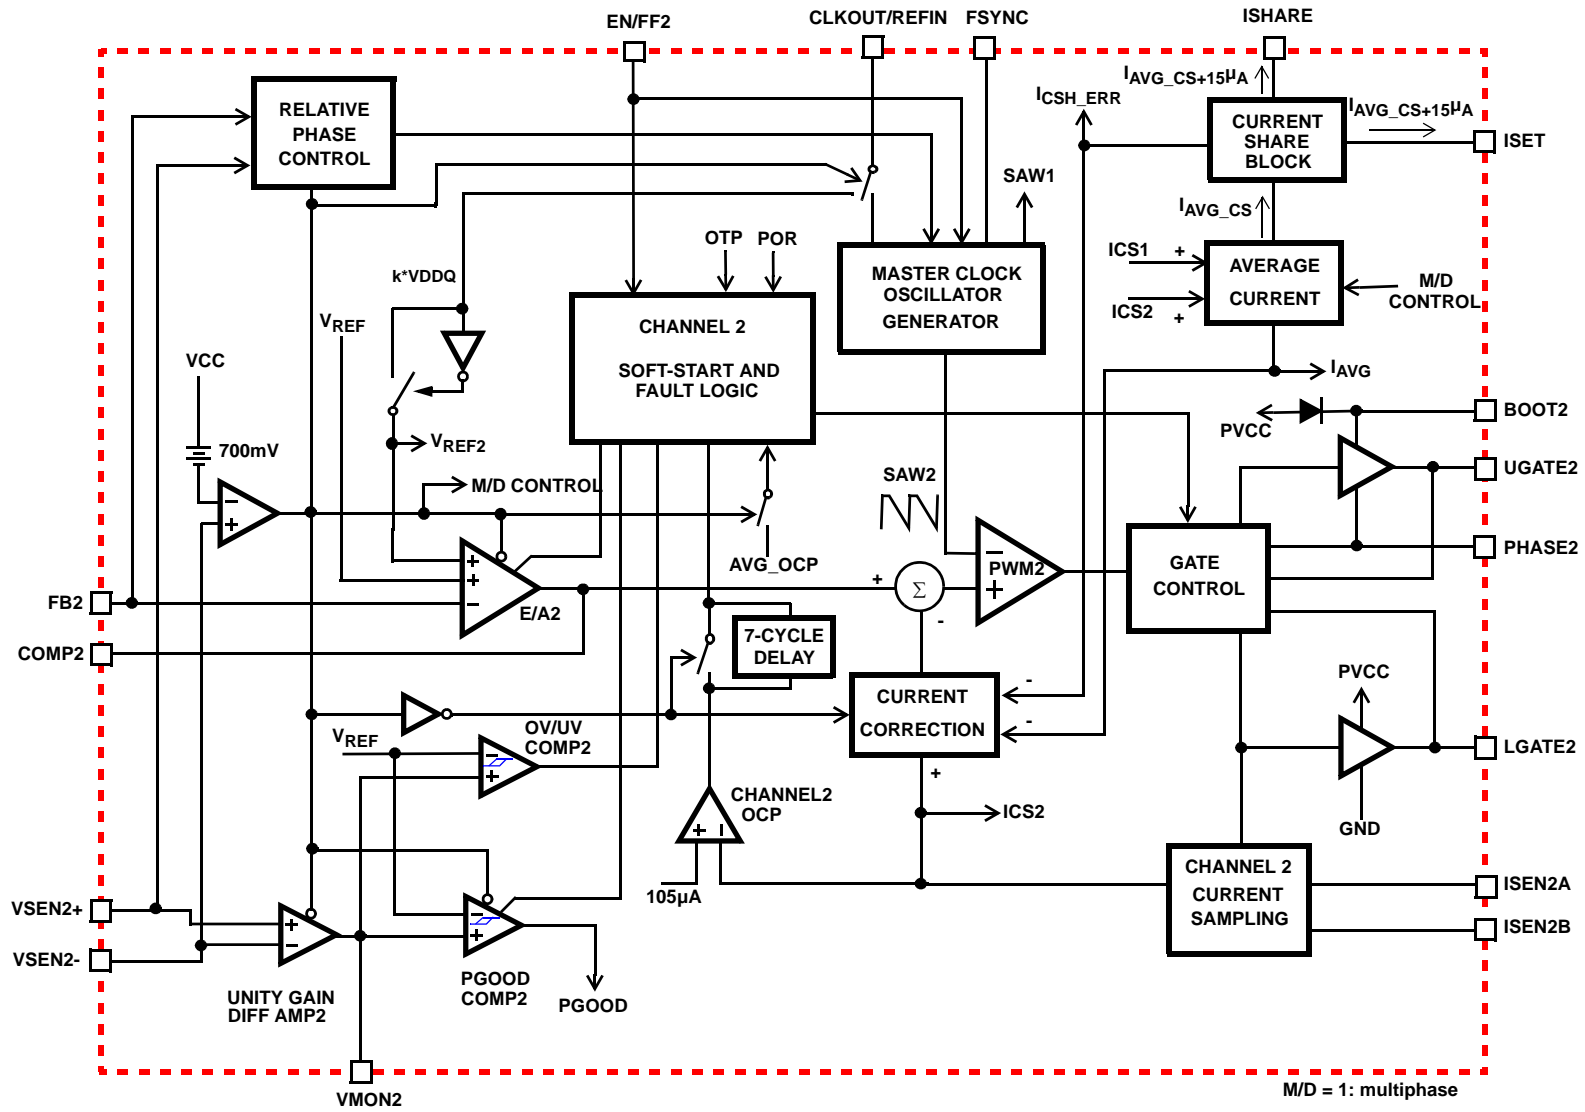 EN/FF2
CLKOUT/REFIN
FSYNC
ISHARE
RELATIVE
PHASE
CONTROL
ICSH_ERR
IAVG_CS+15µA
IAVG_CS+15µA
CURRENT
SHARE
BLOCK
ISET
SAW1
IAVG_CS
OTP
POR
k*VDDQ
MASTER CLOCK
OSCILLATOR
GENERATOR
ICS1
+
ICS2
+
AVERAGE
CURRENT
M/D
CONTROL
VREF
CHANNEL 2
SOFT-START AND
FAULT LOGIC
VCC
IAVG
700mV
VREF2
PVCC
BOOT2
UGATE2
M/D CONTROL
SAW2
−
+
AVG_OCP
PHASE2
+
+
−
E/A2
+
Σ
-
−
PWM2
+
GATE
CONTROL
FB2
COMP2
7-CYCLE
DELAY
CURRENT
CORRECTION
-
-
+
PVCC
VREF
OV/UV
COMP2
−
+
LGATE2
CHANNEL2
OCP
+
−
ICS2
GND
105µA
CHANNEL 2
CURRENT
SAMPLING
ISEN2A
ISEN2B
VSEN2+
VSEN2-
+
−
−
+
UNITY GAIN
DIFF AMP2
PGOOD
COMP2
PGOOD
VMON2
M/D = 1: multiphase